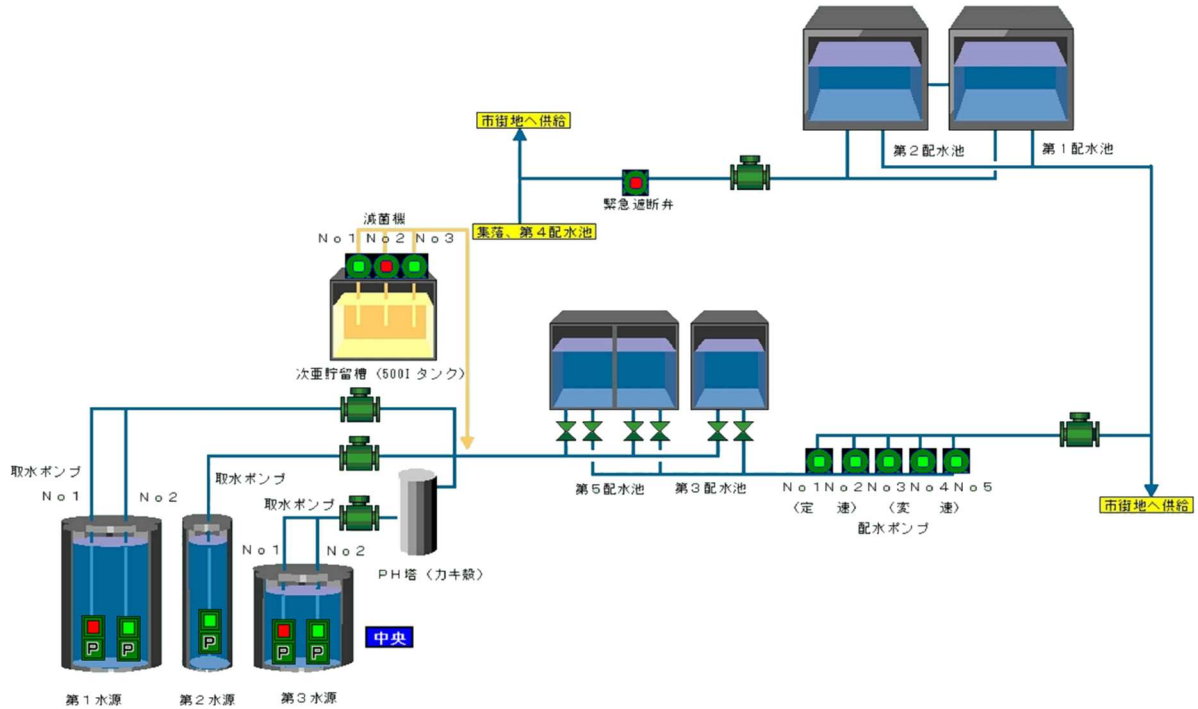 市街地へ供給
第2配水池
第1配水池
緊急遮断弁
集落、第4配水池
滅菌機
No1 No2 No3
次亜貯留槽（500l タンク）
取水ポンプ
No1
No2
取水ポンプ
取水ポンプ
No1
No2
PH塔（カキ殻）
第5配水池
第3配水池
No1 No2 No3 No4 No5
（定 速）（変 速）
配水ポンプ
市街地へ供給
P
P
P
P
P
中央
第1水源
第2水源
第3水源